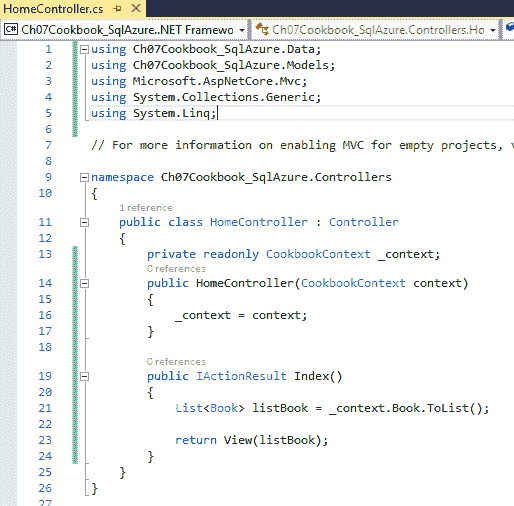 HomeController.cs
Ch07Cookbook_SqlAzure..NET Framewo Ch07Cookbook_SqlAzure.Controllers.Ho
1 using Ch07Cookbook_SqlAzure.Data;
2 using Ch07Cookbook_SqlAzure.Models;
3 using Microsoft.AspNetCore.Mvc;
4 using System.Collections.Generic;
5 using System.Linq;
6
7 // For more information on enabling MVC for empty projects,
8
9 namespace Ch07Cookbook_SqlAzure.Controllers
10 {
1 reference
11 public class HomeController : Controller
12 {
13 private readonly CookbookContext _context;
0 references
14 public HomeController(CookbookContext context)
15 {
16 _context = context;
17 }
18
0 references
19 public IActionResult Index()
20 {
21 List<Book> listBook = _context.Book.ToList();
22
23 return View(listBook);
24 }
25 }
26 }
27